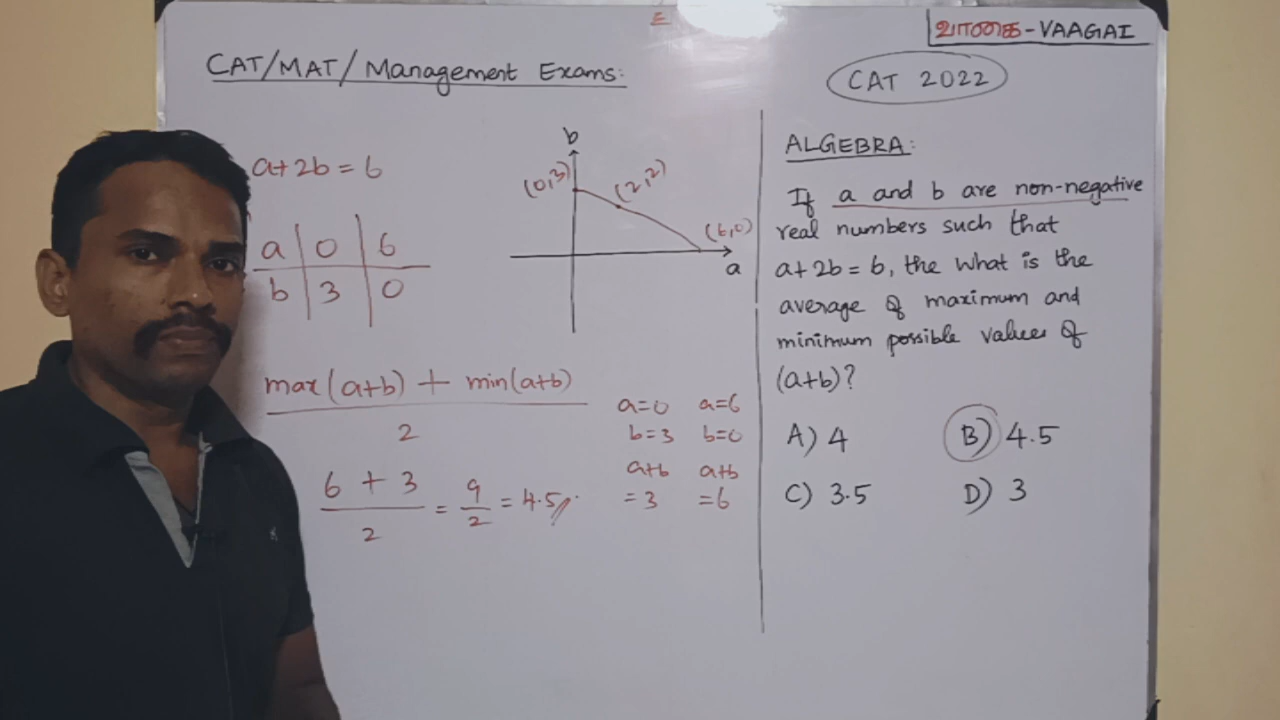 வாகை-VAAGAI
CAT/MAT/Management Exams:
CAT 2022
a+2b=6
a 0 6
b 3 0
b
(0,3)
(2,2)
(6,0)
a
max(a+b) + min(a+b)
2
6 + 3
2
= 9/2 = 4.5
a=0 a=6
b=3 b=0
a+b a+b
=3 =6
ALGEBRA:
If a and b are non-negative
real numbers such that
a+2b=6, the what is the
average of maximum and
minimum possible values of
(a+b)?
A) 4 B) 4.5
C) 3.5 D) 3